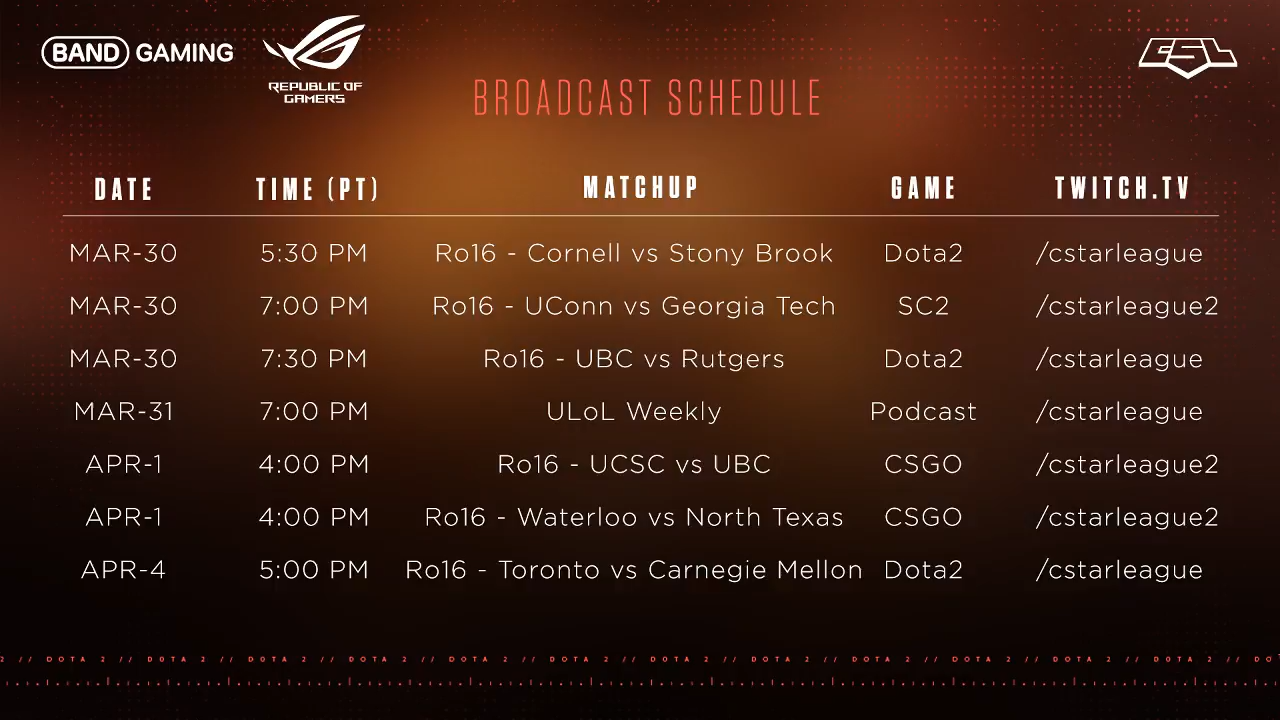 BAND GAMING
REPUBLIC OF
GAMERS
CSL
BROADCAST SCHEDULE
DATE TIME (PT) MATCHUP GAME TWITCH.TV
MAR-30 5:30 PM Ro16 - Cornell vs Stony Brook Dota2 /cstarleague
MAR-30 7:00 PM Ro16 - UConn vs Georgia Tech SC2 /cstarleague2
MAR-30 7:30 PM Ro16 - UBC vs Rutgers Dota2 /cstarleague
MAR-31 7:00 PM ULoL Weekly Podcast /cstarleague
APR-1 4:00 PM Ro16 - UCSC vs UBC CSGO /cstarleague2
APR-1 4:00 PM Ro16 - Waterloo vs North Texas CSGO /cstarleague2
APR-4 5:00 PM Ro16 - Toronto vs Carnegie Mellon Dota2 /cstarleague
2 // DOTA 2 // DOTA 2 // DOTA 2 // DOTA 2 // DOTA 2 // DOTA 2 // DOTA 2 // DOTA 2 // DOTA 2 // DOTA 2 // DOTA 2 // DOTA 2 // DO